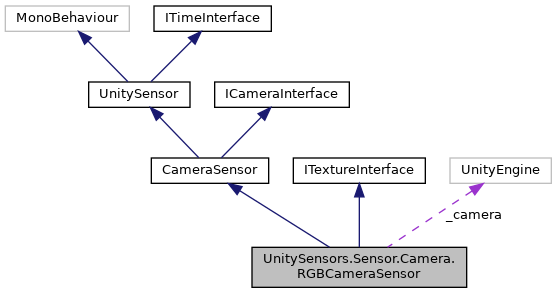 MonoBehaviour
ITimeInterface
UnitySensor
ICameraInterface
CameraSensor
ITextureInterface
UnityEngine
_camera
UnitySensors.Sensor.Camera.
RGBCameraSensor